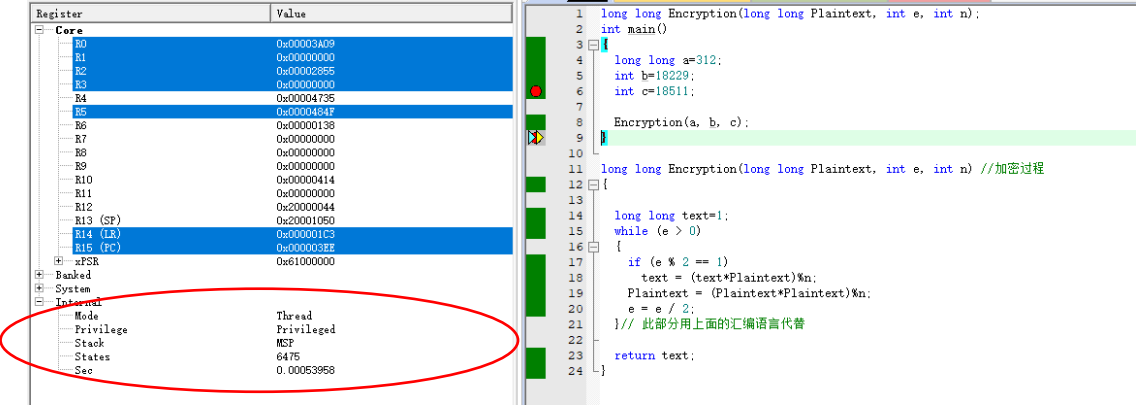 Register Value
Core
R0 0x00003A09
R1 0x00000000
R2 0x00002855
R3 0x00000000
R4 0x00004735
R5 0x0000484F
R6 0x00000138
R7 0x00000000
R8 0x00000000
R9 0x00000000
R10 0x00000414
R11 0x00000000
R12 0x20000044
R13 (SP) 0x20001050
R14 (LR) 0x000001C3
R15 (PC) 0x000003EE
xPSR 0x61000000
Banked
System
Internal
Mode Thread
Privilege Privileged
Stack MSP
States 6475
Sec 0.00053958
1 long long Encryption(long long Plaintext, int e, int n);
2 int main()
3 {
4 long long a=312;
5 int b=18229;
6 int c=18511;
7
8 Encryption(a, b, c);
9 }
10
11 long long Encryption(long long Plaintext, int e, int n) //加密过程
12 {
13
14 long long text=1;
15 while (e > 0)
16 {
17 if (e % 2 == 1)
18 text = (text*Plaintext)%n;
19 Plaintext = (Plaintext*Plaintext)%n;
20 e = e / 2;
21 }// 此部分用上面的汇编语言代替
22
23 return text;
24 }